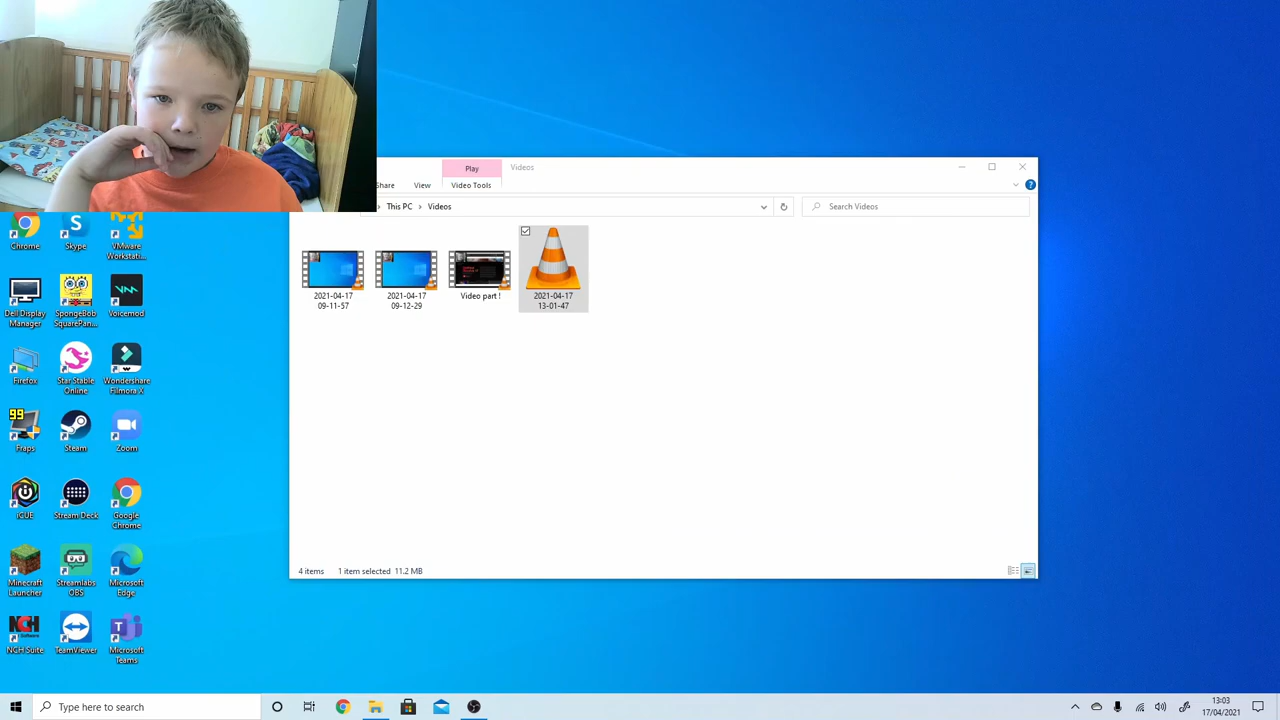 Play
Videos
Share
View
Video Tools
This PC
Videos
Search Videos
2021-04-17
09-11-57
2021-04-17
09-12-29
Video part !
2021-04-17
13-01-47
Chrome
Skype
VMware
Workstati...
Dell Display
Manager
SpongeBob
SquarePan...
Voicemod
Firefox
Star Stable
Online
Wondershare
Filmora X
99
Fraps
Steam
Zoom
iCUE
Stream Deck
Google
Chrome
Minecraft
Launcher
Streamlabs
OBS
Microsoft
Edge
NCH
NCH Suite
TeamViewer
Microsoft
Teams
4 items
1 item selected 11.2 MB
Type here to search
13:03
17/04/2021